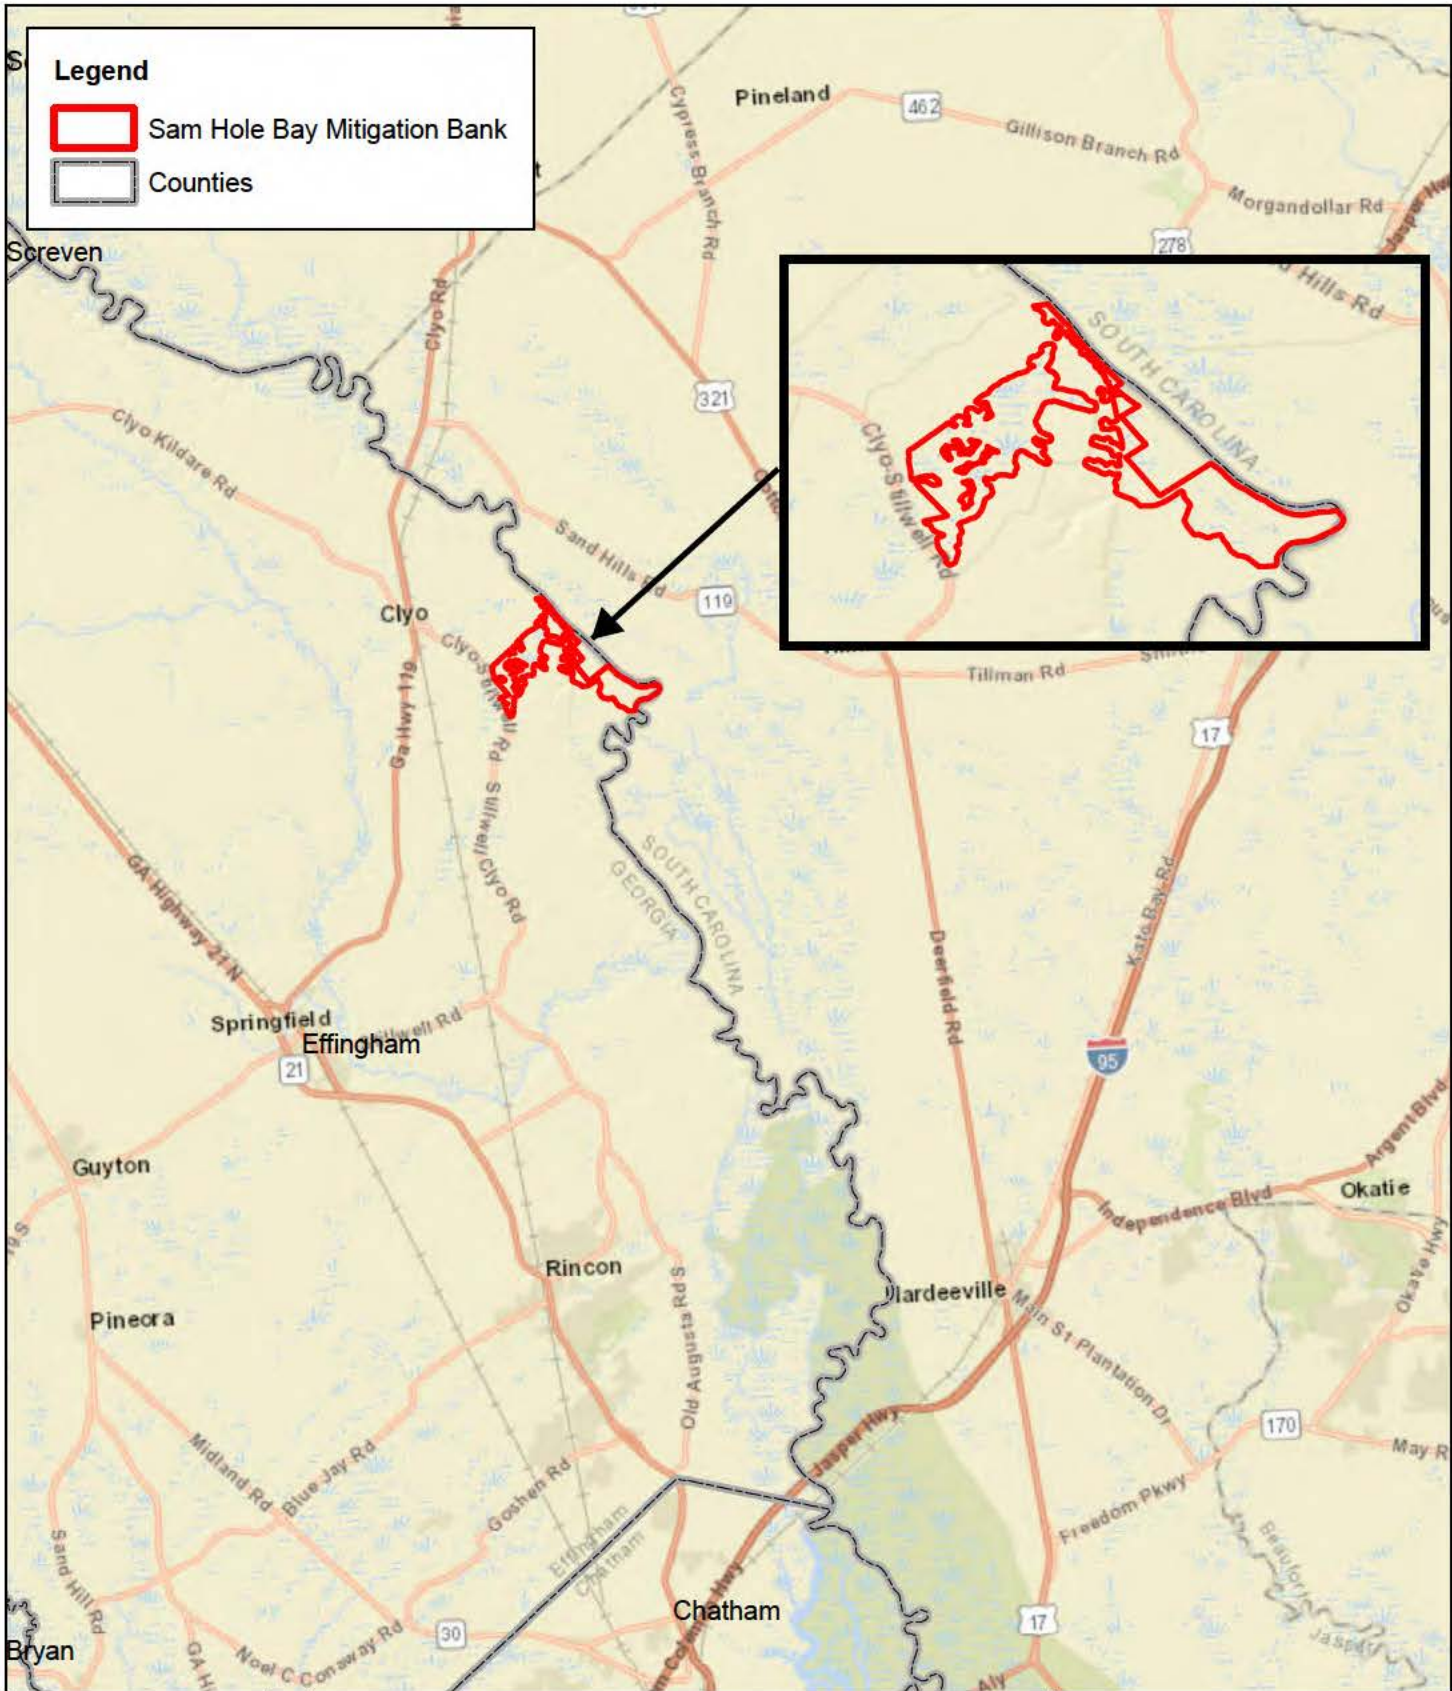 Legend
Sam Hole Bay Mitigation Bank
Counties
Pineland
462
Gillison Branch Rd
Cypress Branch Rd
Morgandollar Rd
Jasper
278
Hills Rd
Screven
Clyo Rd
SOUTH CAROLINA
Clyo-Stillwell Rd
321
Clyo Kildare Rd
Sand Hills Rd
119
Clyo
Clyo-Stillwell Rd
Tillman Rd
Ga Hwy 119
17
Stillwell Clyo Rd
SOUTH CAROLINA
GEORGIA
GA Highway 21 N
Kato Bay Rd
Deerfield Rd
Springfield
Effingham
21
95
Argent Blvd
Guyton
Okatie
Independence Blvd
Okatie Hwy
Rincon
Old Augusta Rd S
Hardeeville
Pineora
Main St Plantation Dr
170
May R
Jasper Hwy
Midland Rd
Blue Jay Rd
Goshen Rd
Freedom Pkwy
Effingham
Chatham
Sand Hill Rd
Beaufort
Jasper
Chatham
17
30
Bryan
GA H
Noel C Conaway Rd
Hwy
Aly